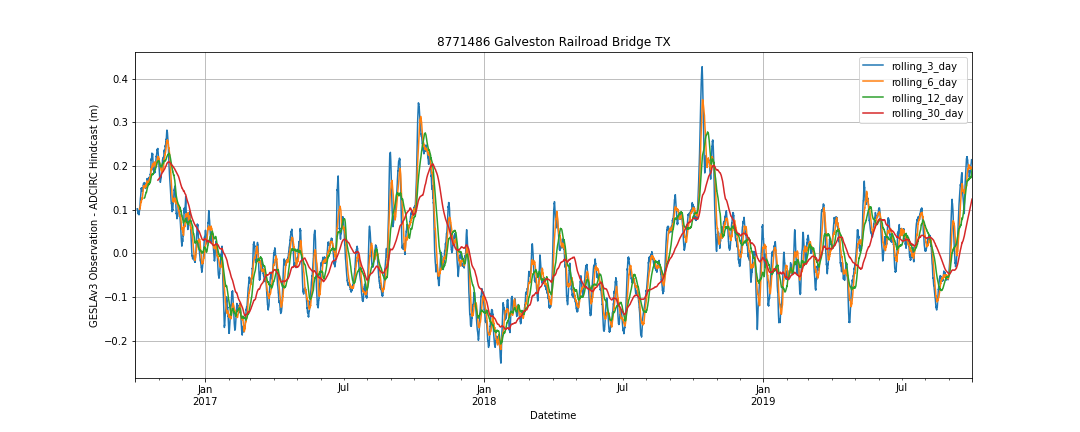 8771486 Galveston Railroad Bridge TX
rolling_3_day
rolling_6_day
rolling_12_day
rolling_30_day
GESLAv3 Observation - ADCIRC Hindcast (m)
0.4
0.3
0.2
0.1
0.0
−0.1
−0.2
Jan
2017
Jul
Jan
2018
Jul
Jan
2019
Jul
Datetime